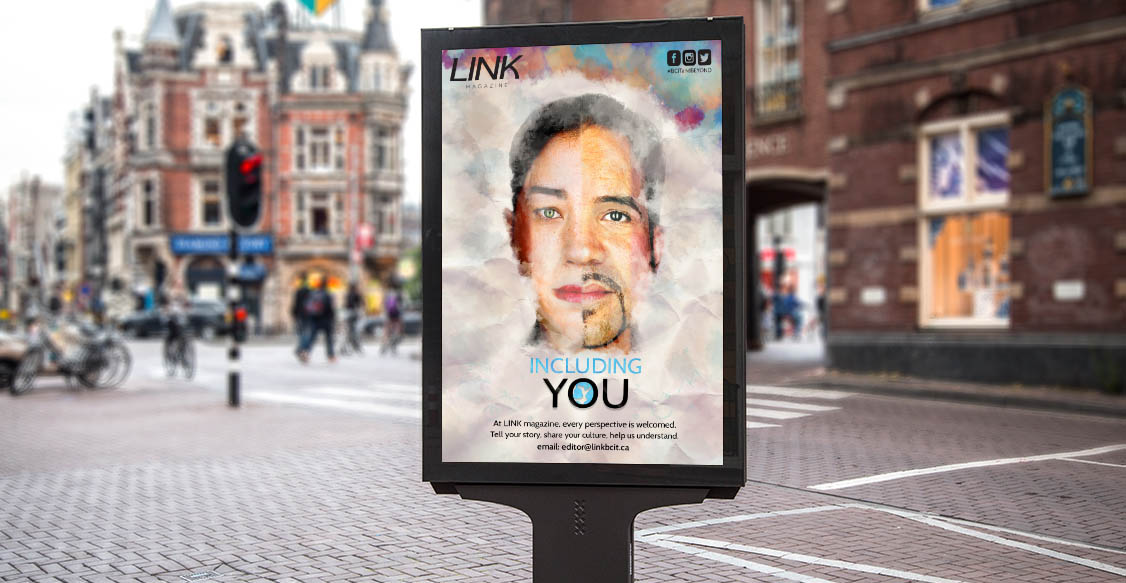 LINK
MAGAZINE
#BCITANDBEYOND
INCLUDING
YOU
At LINK magazine, every perspective is welcomed.
Tell your story, share your culture, help us understand.
email: editor@linkbcit.ca